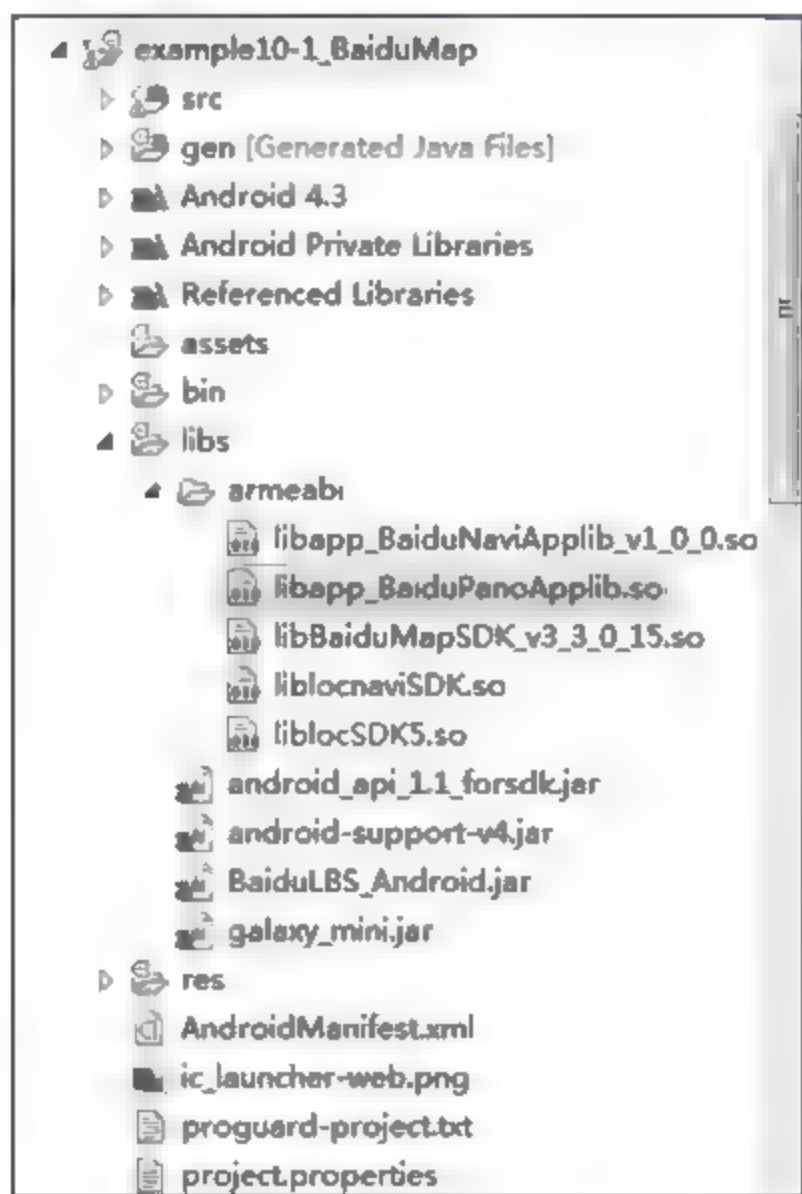 example10-1_BaiduMap
src
gen [Generated Java Files]
Android 4.3
Android Private Libraries
Referenced Libraries
assets
bin
libs
armeabi
libapp_BaiduNaviApplib_v1_0_0.so
libapp_BaiduPanoApplib.so
libBaiduMapSDK_v3_3_0_15.so
liblocnaviSDK.so
liblocSDK5.so
android_api_1.1_forsdk.jar
android-support-v4.jar
BaiduLBS_Android.jar
galaxy_mini.jar
res
AndroidManifest.xml
ic_launcher-web.png
proguard-project.txt
project.properties